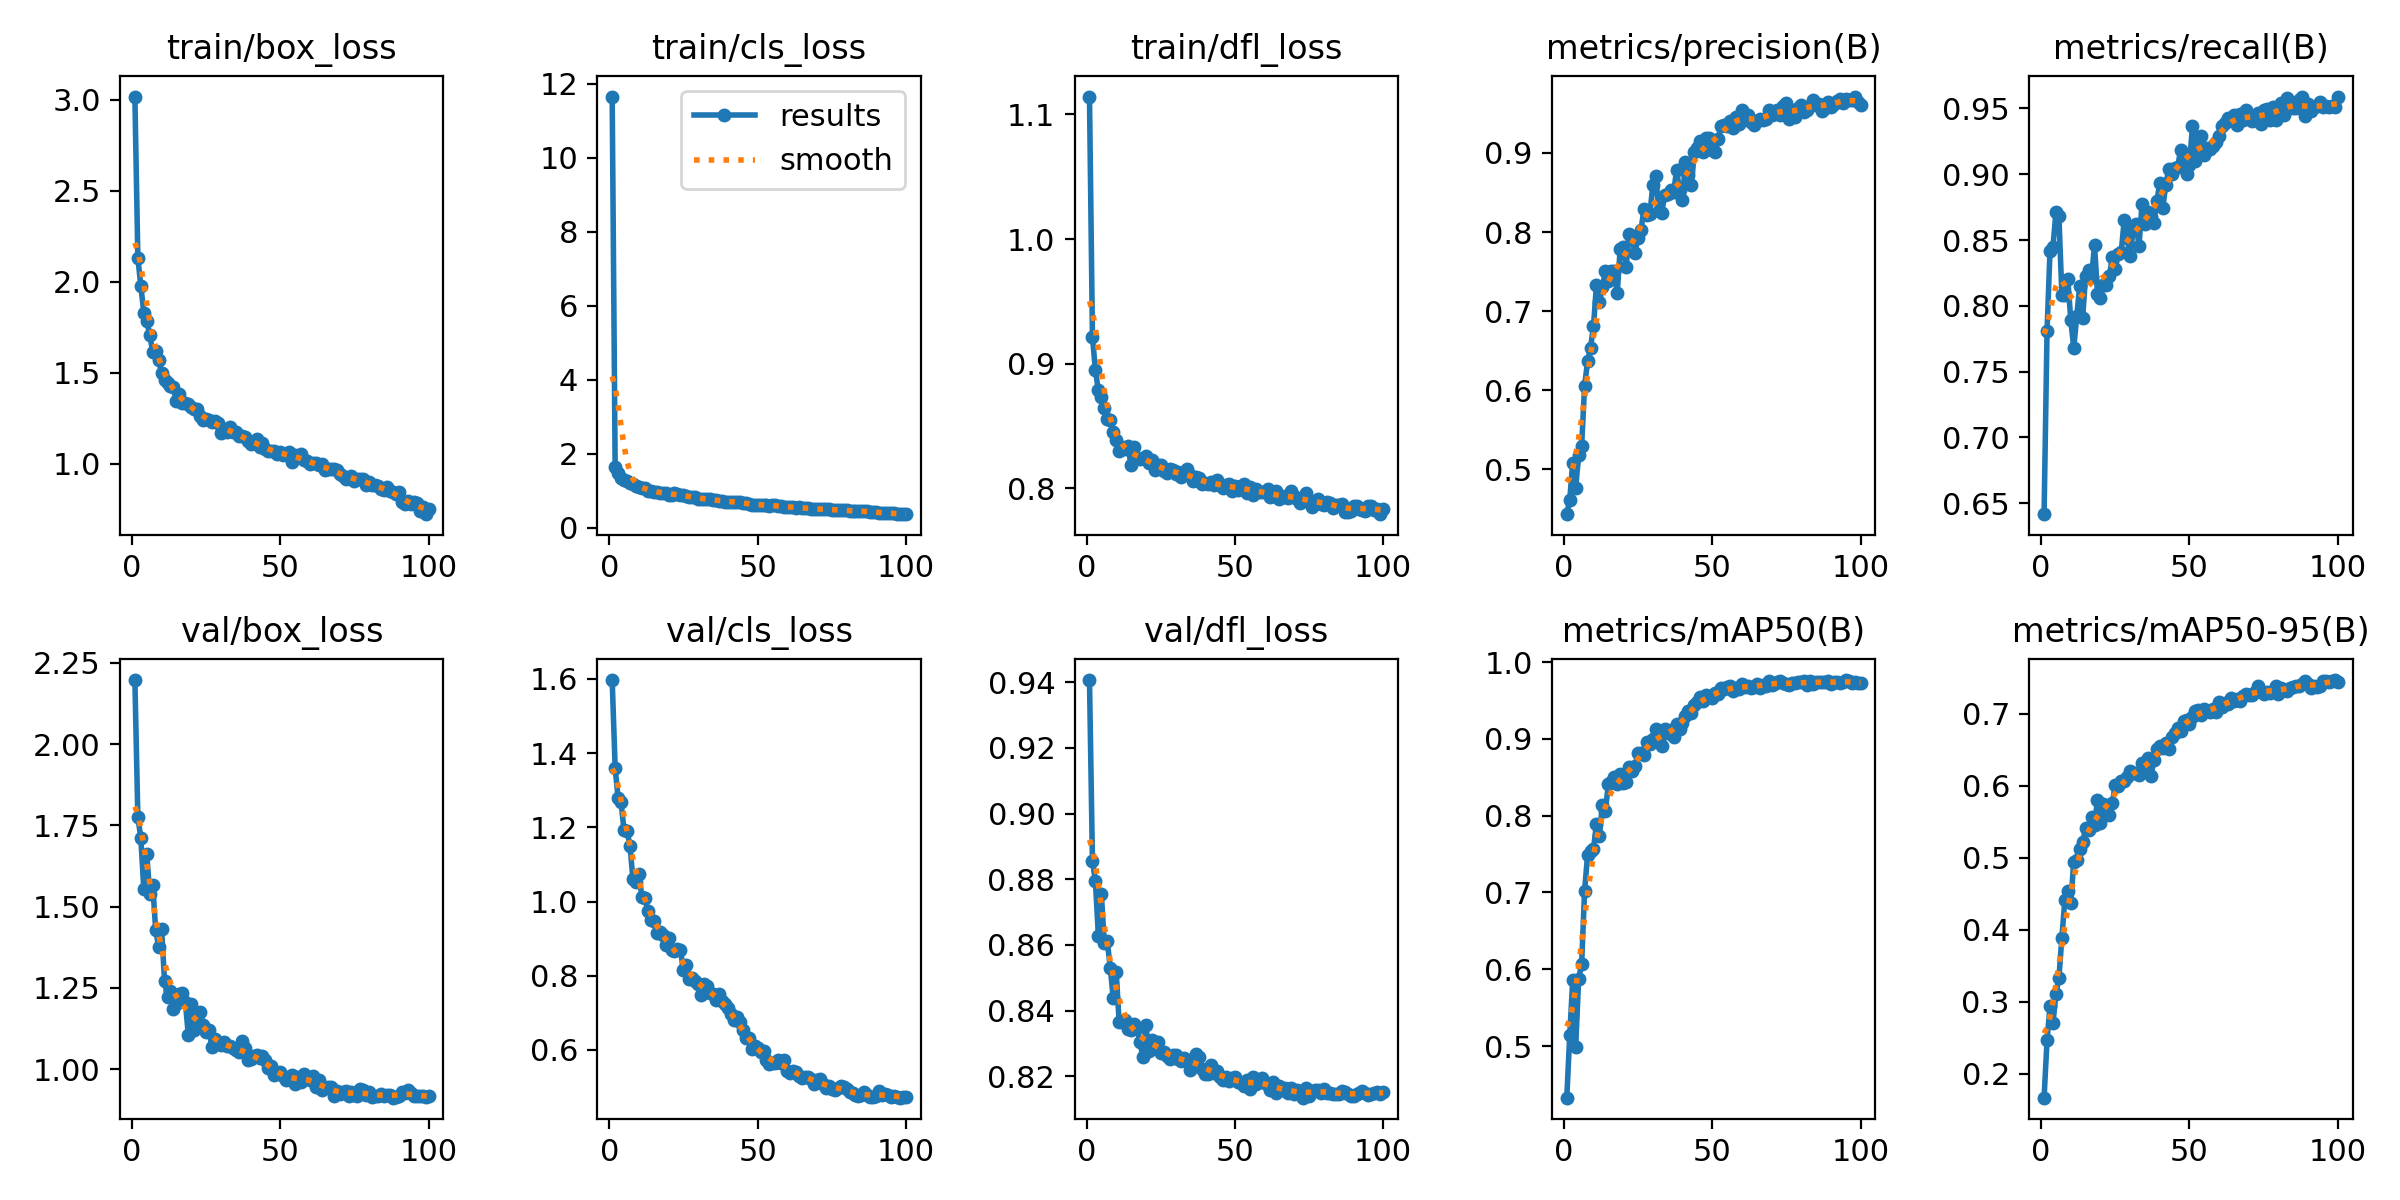 train/box_loss
3.0
2.5
2.0
1.5
1.0
0 50 100
train/cls_loss
results
smooth
12
10
8
6
4
2
0
0 50 100
train/dfl_loss
1.1
1.0
0.9
0.8
0 50 100
metrics/precision(B)
0.9
0.8
0.7
0.6
0.5
0 50 100
metrics/recall(B)
0.95
0.90
0.85
0.80
0.75
0.70
0.65
0 50 100
val/box_loss
2.25
2.00
1.75
1.50
1.25
1.00
0 50 100
val/cls_loss
1.6
1.4
1.2
1.0
0.8
0.6
0 50 100
val/dfl_loss
0.94
0.92
0.90
0.88
0.86
0.84
0.82
0 50 100
metrics/mAP50(B)
1.0
0.9
0.8
0.7
0.6
0.5
0 50 100
metrics/mAP50-95(B)
0.7
0.6
0.5
0.4
0.3
0.2
0 50 100